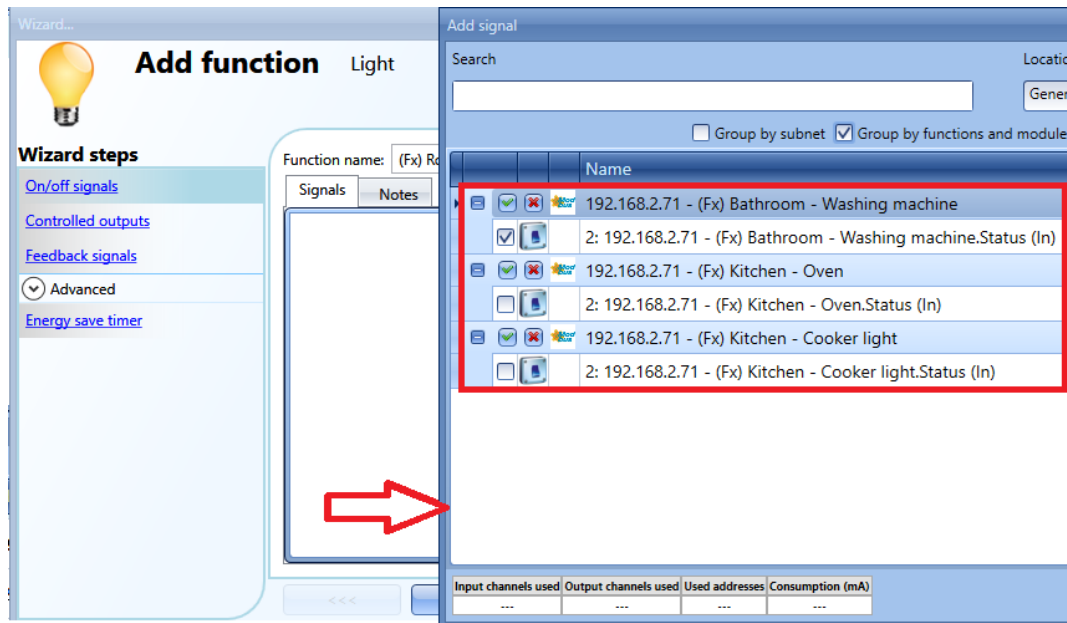 Wizard...
Add function Light
Wizard steps
On/off signals
Controlled outputs
Feedback signals
Advanced
Energy save timer
Function name: (Fx)
Signals Notes
<<<
Add signal
Search
Locatio
Gener
Group by subnet Group by functions and module
Name
192.168.2.71 - (Fx) Bathroom - Washing machine
2: 192.168.2.71 - (Fx) Bathroom - Washing machine.Status (In)
192.168.2.71 - (Fx) Kitchen - Oven
2: 192.168.2.71 - (Fx) Kitchen - Oven.Status (In)
192.168.2.71 - (Fx) Kitchen - Cooker light
2: 192.168.2.71 - (Fx) Kitchen - Cooker light.Status (In)
Input channels used Output channels used Used addresses Consumption (mA)
--- --- --- ---